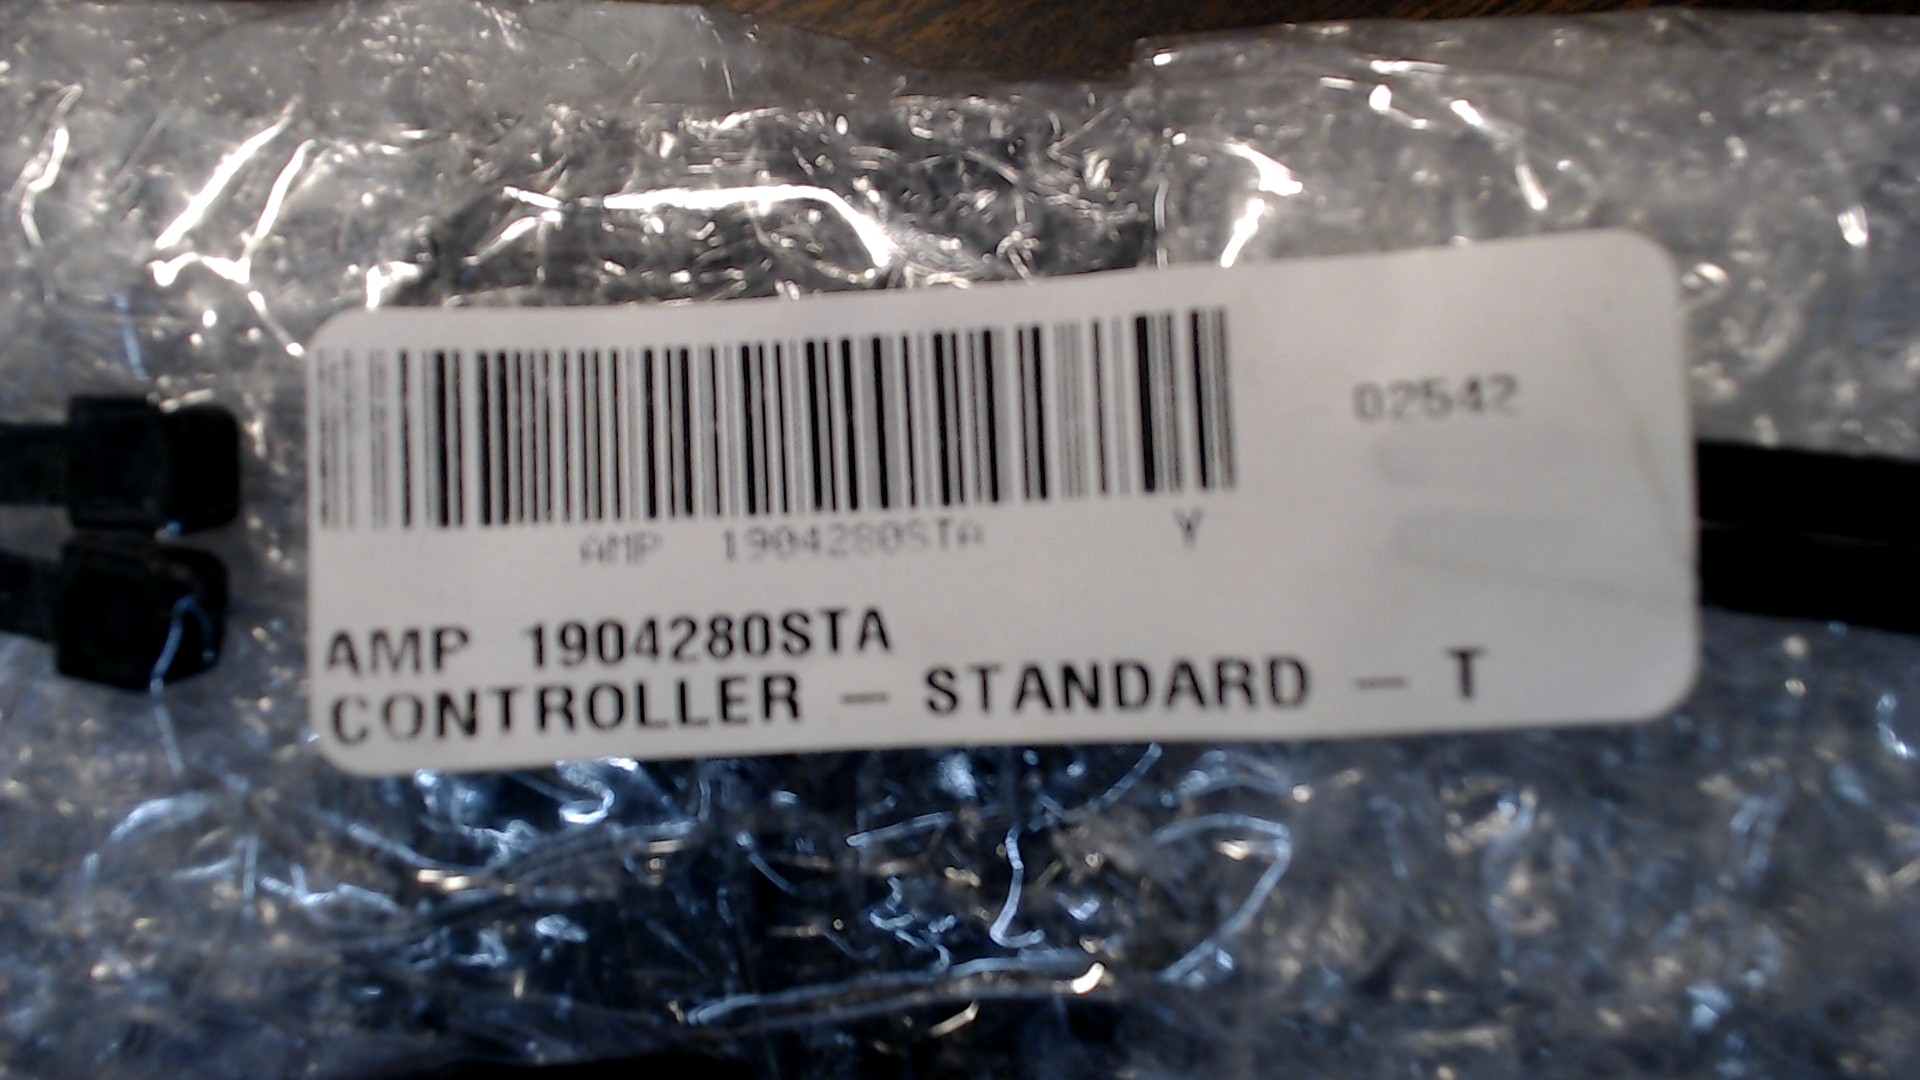 02542
AMP 1904280STA Y
AMP 1904280STA
CONTROLLER - STANDARD - T